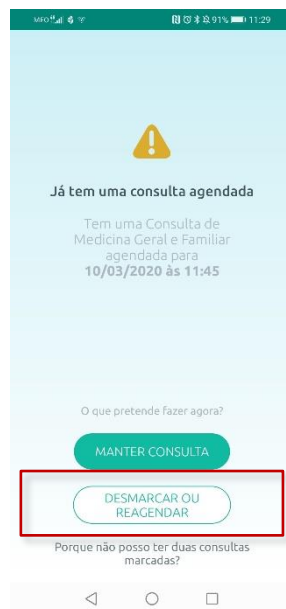 MEO
91% 11:29
Já tem uma consulta agendada
Tem uma Consulta de
Medicina Geral e Familiar
agendada para
10/03/2020 às 11:45
O que pretende fazer agora?
MANTER CONSULTA
DESMARCAR OU
REAGENDAR
Porque não posso ter duas consultas
marcadas?